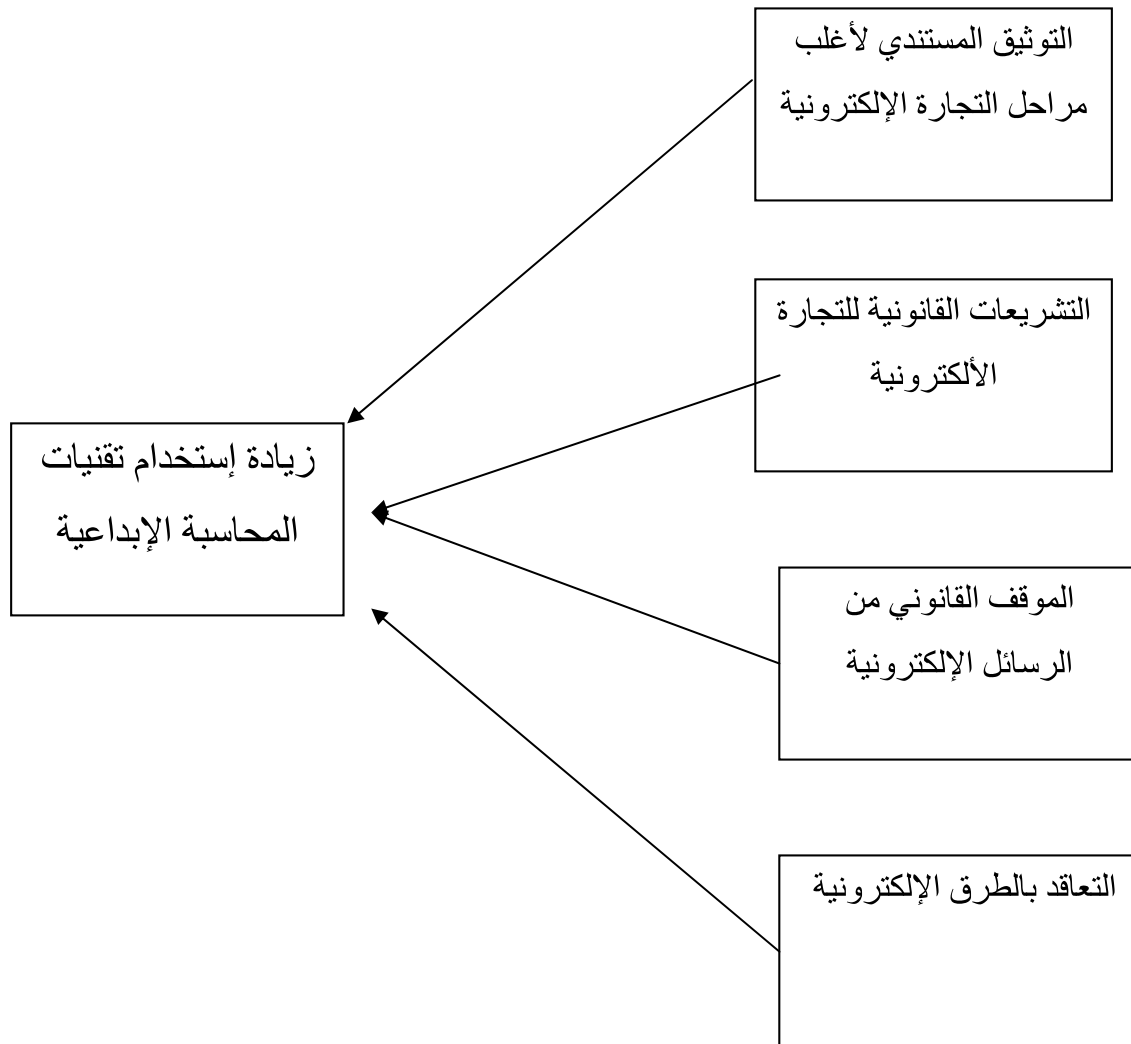 التوثيق المستندي لأغلب
مراحل التجارة الإلكترونية
التشريعات القانونية للتجارة
الألكترونية
زيادة إستخدام تقنيات
المحاسبة الإبداعية
الموقف القانوني من
الرسائل الإلكترونية
التعاقد بالطرق الإلكترونية